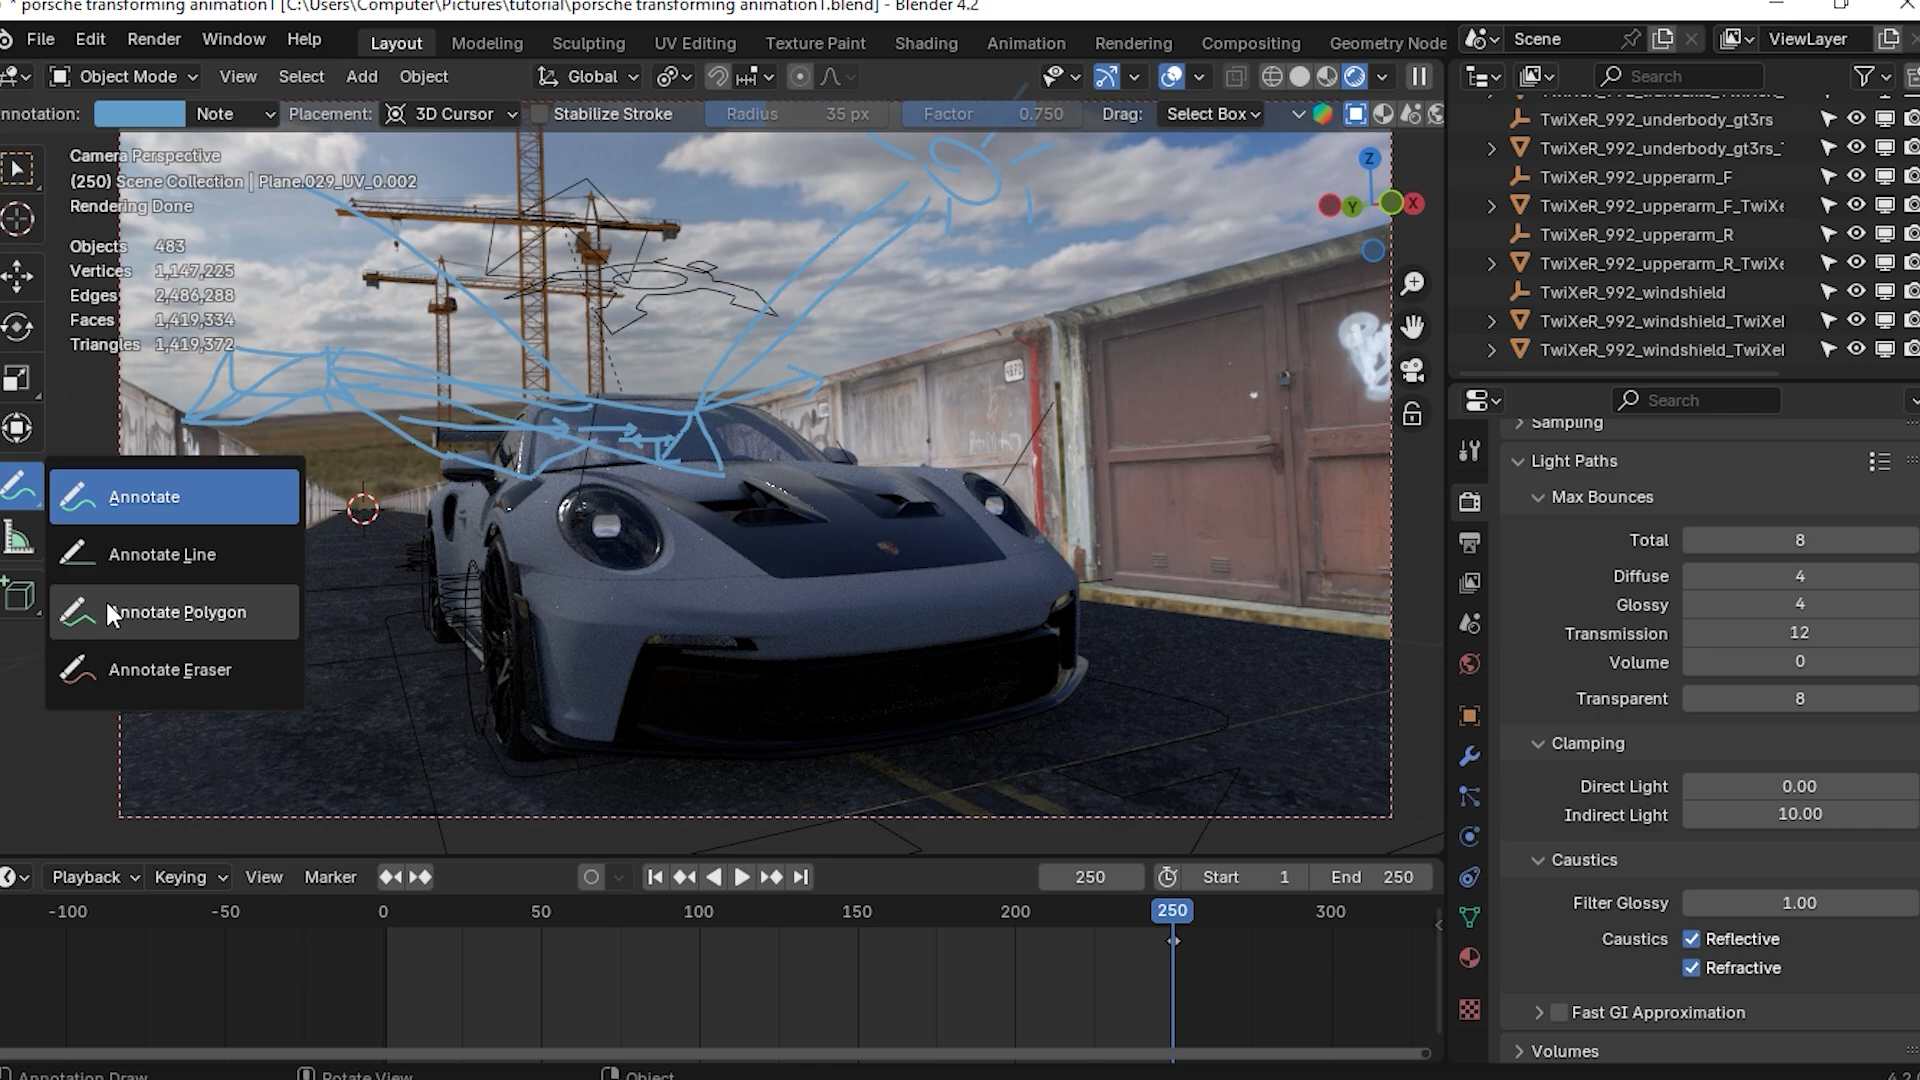 * porsche transforming animation1 [C:\Users\Computer\Pictures\tutorial\porsche transforming animation1.blend] - Blender 4.2
File Edit Render Window Help Layout Modeling Sculpting UV Editing Texture Paint Shading Animation Rendering Compositing Geometry Node Scene ViewLayer
Object Mode View Select Add Object Global Search
nnotation: Note Placement: 3D Cursor Stabilize Stroke Radius 35 px Factor 0.750 Drag: Select Box
TwiXeR_992_underbody_gt3rs
TwiXeR_992_underbody_gt3rs_
TwiXeR_992_upperarm_F
TwiXeR_992_upperarm_F_TwiXe
TwiXeR_992_upperarm_R
TwiXeR_992_upperarm_R_TwiXe
TwiXeR_992_windshield
TwiXeR_992_windshield_TwiXel
TwiXeR_992_windshield_TwiXel
Camera Perspective
(250) Scene Collection | Plane.029_UV_0.002
Rendering Done
Objects 483
Vertices 1,147,225
Edges 2,486,288
Faces 1,419,334
Triangles 1,419,372
Z
Y X
Annotate
Annotate Line
Annotate Polygon
Annotate Eraser
Search
Sampling
Light Paths
Max Bounces
Total 8
Diffuse 4
Glossy 4
Transmission 12
Volume 0
Transparent 8
Clamping
Direct Light 0.00
Indirect Light 10.00
Caustics
Filter Glossy 1.00
Caustics Reflective
Refractive
Fast GI Approximation
Volumes
Playback Keying View Marker 250 Start 1 End 250
-100 -50 0 50 100 150 200 250 300
Annotation Draw Rotate View Object